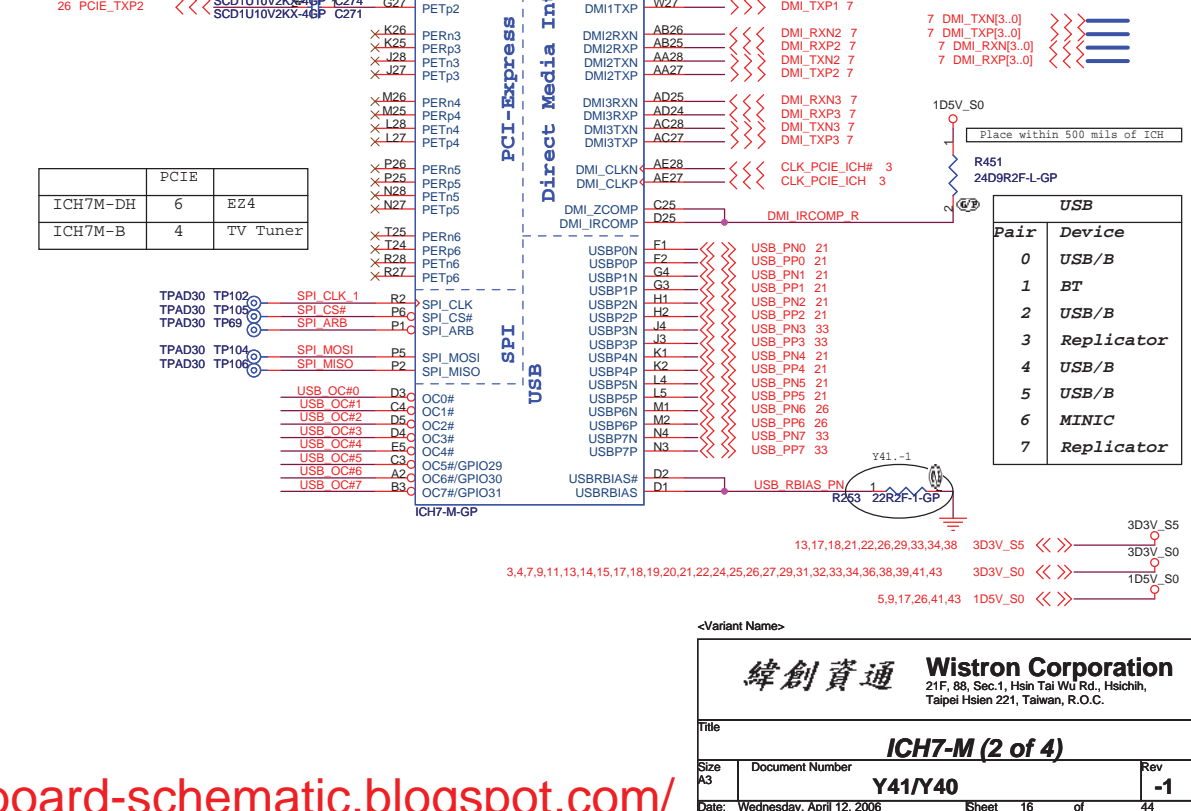 26 PCIE_TXP2
SCD1U10V2KX-4GP C271
G27
PETp2
K26 PERn3
K25 PERp3
J28 PETn3
J27 PETp3
M26 PERn4
M25 PERp4
L28 PETn4
L27 PETp4
P26 PERn5
P25 PERp5
N28 PETn5
N27 PETp5
T25 PERn6
T24 PERp6
R28 PETn6
R27 PETp6
PCI-Express
DMI1TXP W27 DMI_TXP1 7
DMI2RXN AB26 DMI_RXN2 7
DMI2RXP AB25 DMI_RXP2 7
DMI2TXN AA28 DMI_TXN2 7
DMI2TXP AA27 DMI_TXP2 7
DMI3RXN AD25 DMI_RXN3 7
DMI3RXP AD24 DMI_RXP3 7
DMI3TXN AC28 DMI_TXN3 7
DMI3TXP AC27 DMI_TXP3 7
DMI_CLKN AE28 CLK_PCIE_ICH# 3
DMI_CLKP AE27 CLK_PCIE_ICH 3
DMI_ZCOMP C25
DMI_IRCOMP D25 DMI_IRCOMP_R
7 DMI_TXN[3..0]
7 DMI_TXP[3..0]
7 DMI_RXN[3..0]
7 DMI_RXP[3..0]
1D5V_S0
Place within 500 mils of ICH
1
R451
24D9R2F-L-GP
2
PCIE
ICH7M-DH 6 EZ4
ICH7M-B 4 TV Tuner
TPAD30 TP102 SPI_CLK_1 R2 SPI_CLK
TPAD30 TP105 SPI_CS# P6 SPI_CS#
TPAD30 TP69 SPI_ARB P1 SPI_ARB
TPAD30 TP104 SPI_MOSI P5 SPI_MOSI
TPAD30 TP106 SPI_MISO P2 SPI_MISO
SPI
USB_OC#0 D3 OC0#
USB_OC#1 C4 OC1#
USB_OC#2 D5 OC2#
USB_OC#3 D4 OC3#
USB_OC#4 E5 OC4#
USB_OC#5 C3 OC5#/GPIO29
USB_OC#6 A2 OC6#/GPIO30
USB_OC#7 B3 OC7#/GPIO31
USB
USBP0N F1 USB_PN0 21
USBP0P F2 USB_PP0 21
USBP1N G4 USB_PN1 21
USBP1P G3 USB_PP1 21
USBP2N H1 USB_PN2 21
USBP2P H2 USB_PP2 21
USBP3N J4 USB_PN3 33
USBP3P J3 USB_PP3 33
USBP4N K1 USB_PN4 21
USBP4P K2 USB_PP4 21
USBP5N L4 USB_PN5 21
USBP5P L5 USB_PP5 21
USBP6N M1 USB_PN6 26
USBP6P M2 USB_PP6 26
USBP7N N4 USB_PN7 33
USBP7P N3 USB_PP7 33
USBRBIAS# D2
USBRBIAS D1 USB_RBIAS_PN
Y41.-1
1
R253 22R2F-1-GP
ICH7-M-GP
USB
Pair Device
0 USB/B
1 BT
2 USB/B
3 Replicator
4 USB/B
5 USB/B
6 MINIC
7 Replicator
13,17,18,21,22,26,29,33,34,38 3D3V_S5 3D3V_S5
3,4,7,9,11,13,14,15,17,18,19,20,21,22,24,25,26,27,29,31,32,33,34,36,38,39,41,43 3D3V_S0 3D3V_S0
5,9,17,26,41,43 1D5V_S0 1D5V_S0
<Variant Name>
緯創資通 Wistron Corporation
21F, 88, Sec.1, Hsin Tai Wu Rd., Hsichih,
Taipei Hsien 221, Taiwan, R.O.C.
Title
ICH7-M (2 of 4)
Size Document Number Rev
A3 Y41/Y40 -1
Date: Wednesday, April 12, 2006 Sheet 16 of 44
board-schematic.blogspot.com/